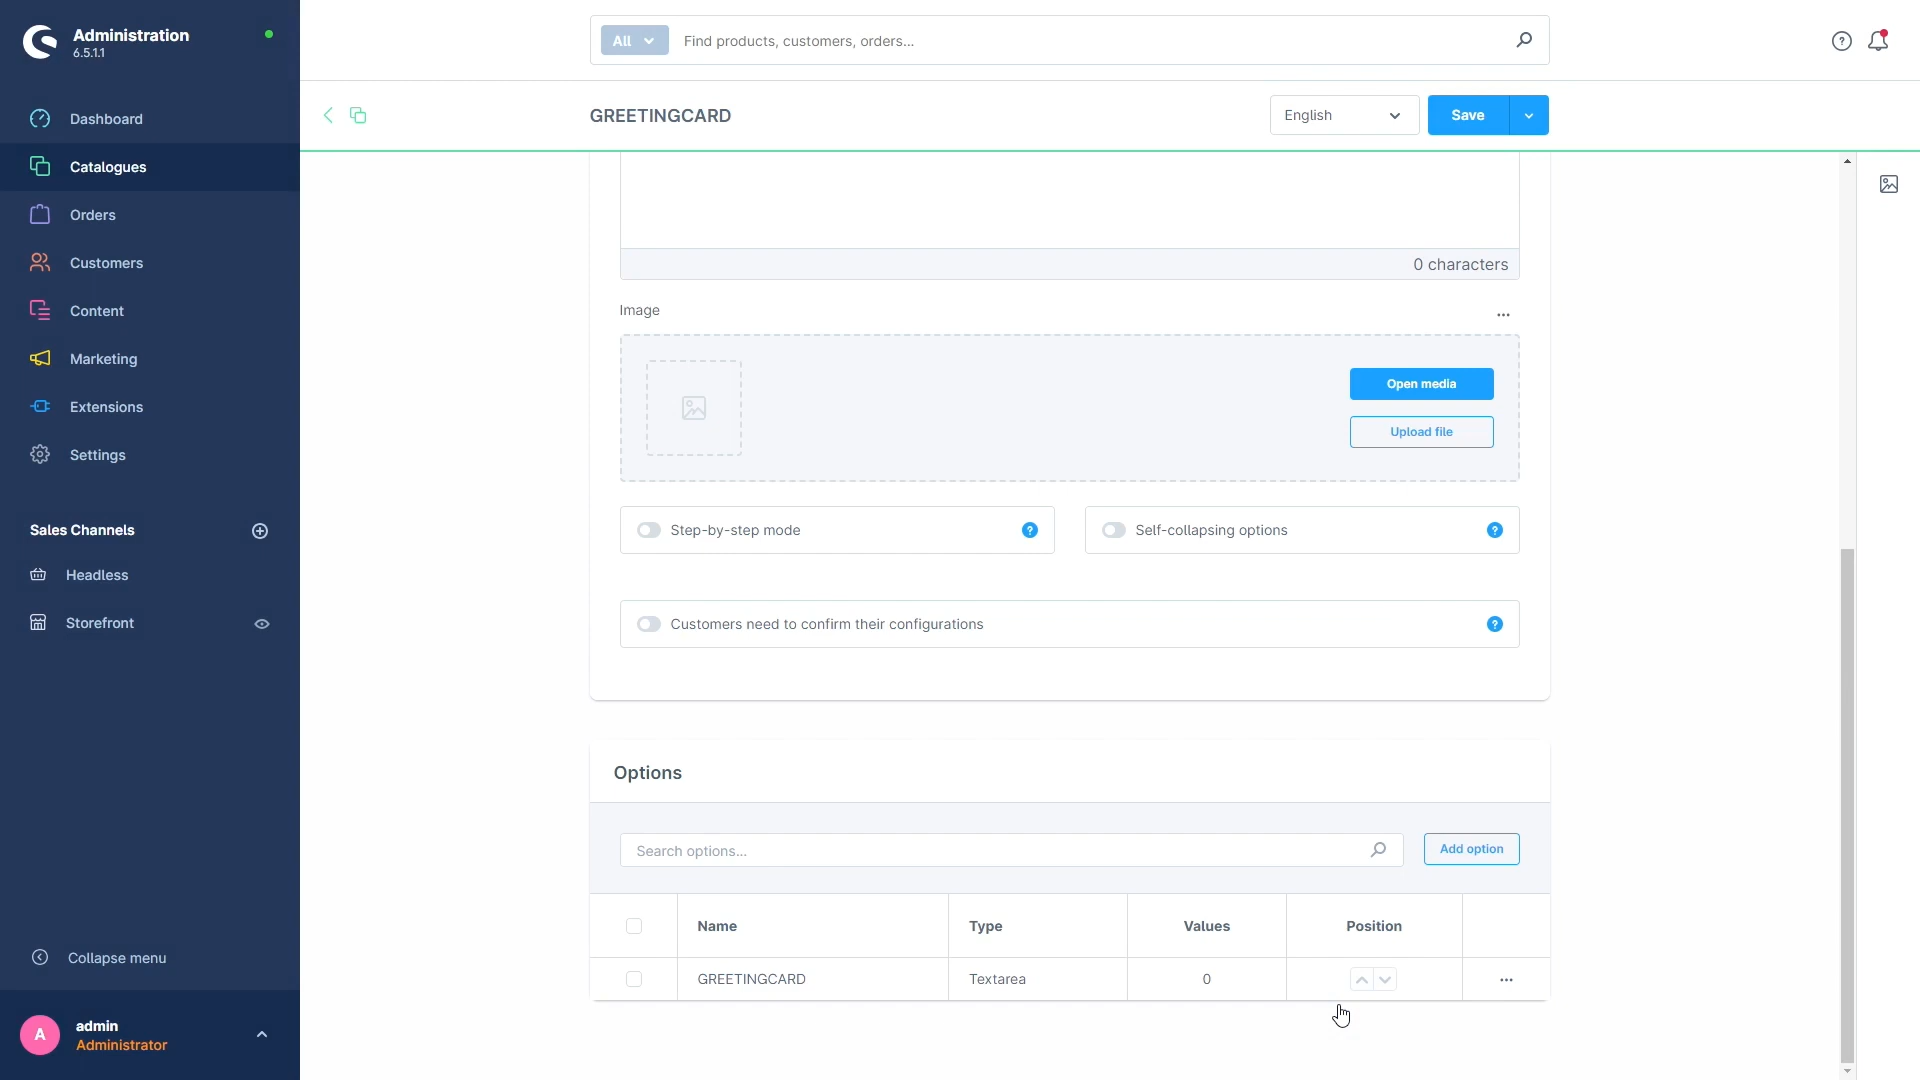 Administration
6.5.1.1
All
Find products, customers, orders...
Dashboard
Catalogues
Orders
Customers
Content
Marketing
Extensions
Settings
Sales Channels
Headless
Storefront
Collapse menu
A
admin
Administrator
GREETINGCARD
English
Save
0 characters
Image
Open media
Upload file
Step-by-step mode
?
Self-collapsing options
?
Customers need to confirm their configurations
?
Options
Search options...
Add option
Name Type Values Position
GREETINGCARD Textarea 0